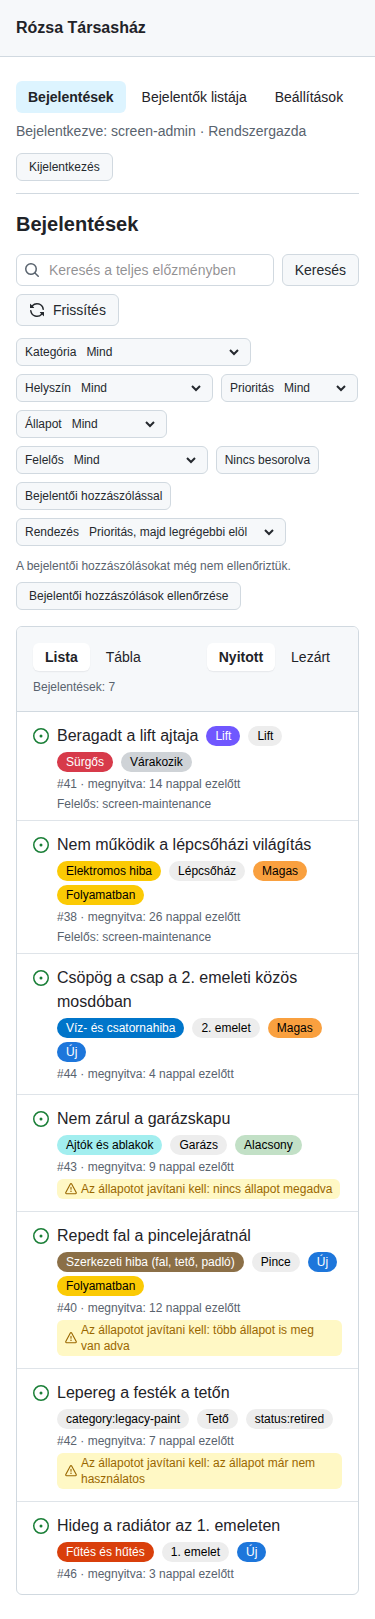 Rózsa Társasház
Bejelentések Bejelentők listája Beállítások
Bejelentkezve: screen-admin · Rendszergazda
Kijelentkezés
Bejelentések
Keresés a teljes előzményben Keresés
Frissítés
Kategória Mind
Helyszín Mind Prioritás Mind
Állapot Mind
Felelős Mind Nincs besorolva
Bejelentői hozzászólással
Rendezés Prioritás, majd legrégebbi elöl
A bejelentői hozzászólásokat még nem ellenőriztük.
Bejelentői hozzászólások ellenőrzése
Lista Tábla Nyitott Lezárt
Bejelentések: 7
Beragadt a lift ajtaja Lift Lift
Sürgős Várakozik
#41 · megnyitva: 14 nappal ezelőtt
Felelős: screen-maintenance
Nem működik a lépcsőházi világítás
Elektromos hiba Lépcsőház Magas
Folyamatban
#38 · megnyitva: 26 nappal ezelőtt
Felelős: screen-maintenance
Csöpög a csap a 2. emeleti közös
mosdóban
Víz- és csatornahiba 2. emelet Magas
Új
#44 · megnyitva: 4 nappal ezelőtt
Nem zárul a garázskapu
Ajtók és ablakok Garázs Alacsony
#43 · megnyitva: 9 nappal ezelőtt
Az állapotot javítani kell: nincs állapot megadva
Repedt fal a pincelejáratnál
Szerkezeti hiba (fal, tető, padló) Pince Új
Folyamatban
#40 · megnyitva: 12 nappal ezelőtt
Az állapotot javítani kell: több állapot is meg
van adva
Lepereg a festék a tetőn
category:legacy-paint Tető status:retired
#42 · megnyitva: 7 nappal ezelőtt
Az állapotot javítani kell: az állapot már nem
használatos
Hideg a radiátor az 1. emeleten
Fűtés és hűtés 1. emelet Új
#46 · megnyitva: 3 nappal ezelőtt